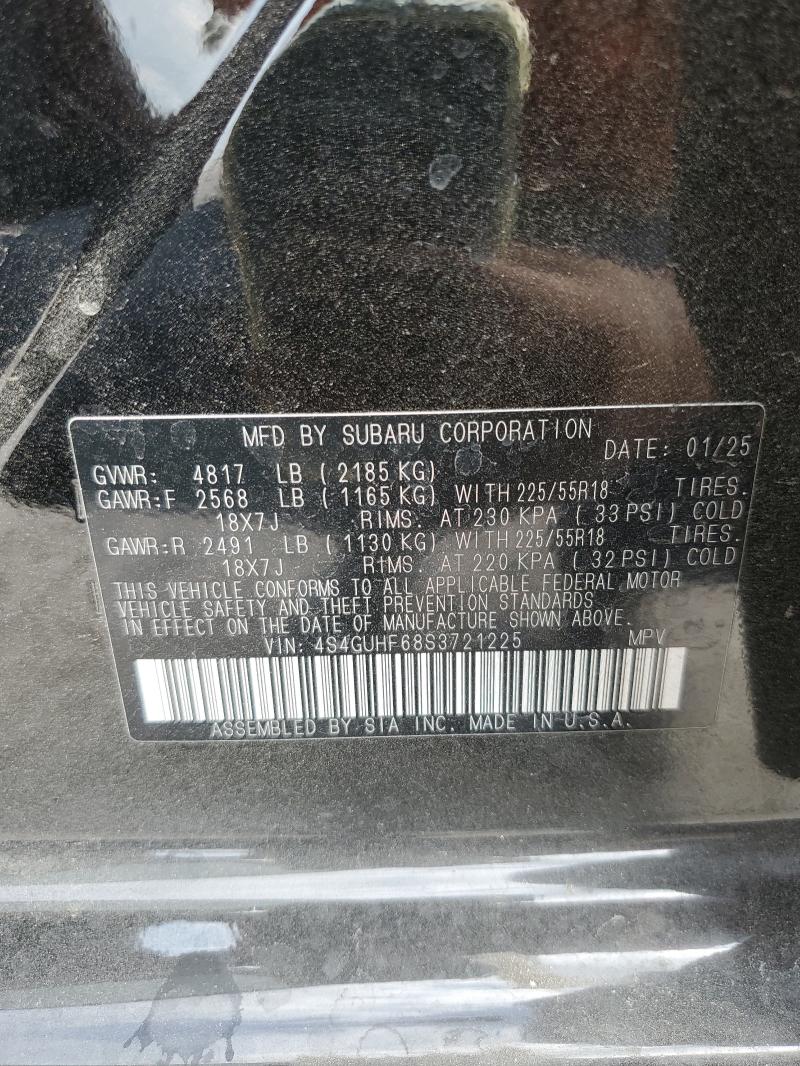 MFD BY SUBARU CORPORATION DATE: 01/25
GVWR: 4817 LB ( 2185 KG)
GAWR:F 2568 LB ( 1165 KG) WITH 225/55R18 TIRES.
18X7J RIMS. AT 230 KPA ( 33 PSI) COLD
GAWR:R 2491 LB ( 1130 KG) WITH 225/55R18 TIRES.
18X7J RIMS. AT 220 KPA ( 32 PSI) COLD
THIS VEHICLE CONFORMS TO ALL APPLICABLE FEDERAL MOTOR
VEHICLE SAFETY AND THEFT PREVENTION STANDARDS
IN EFFECT ON THE DATE OF MANUFACTURE SHOWN ABOVE.
VIN: 4S4GUHF68S3721225 MPV
ASSEMBLED BY SIA INC. MADE IN U.S.A.